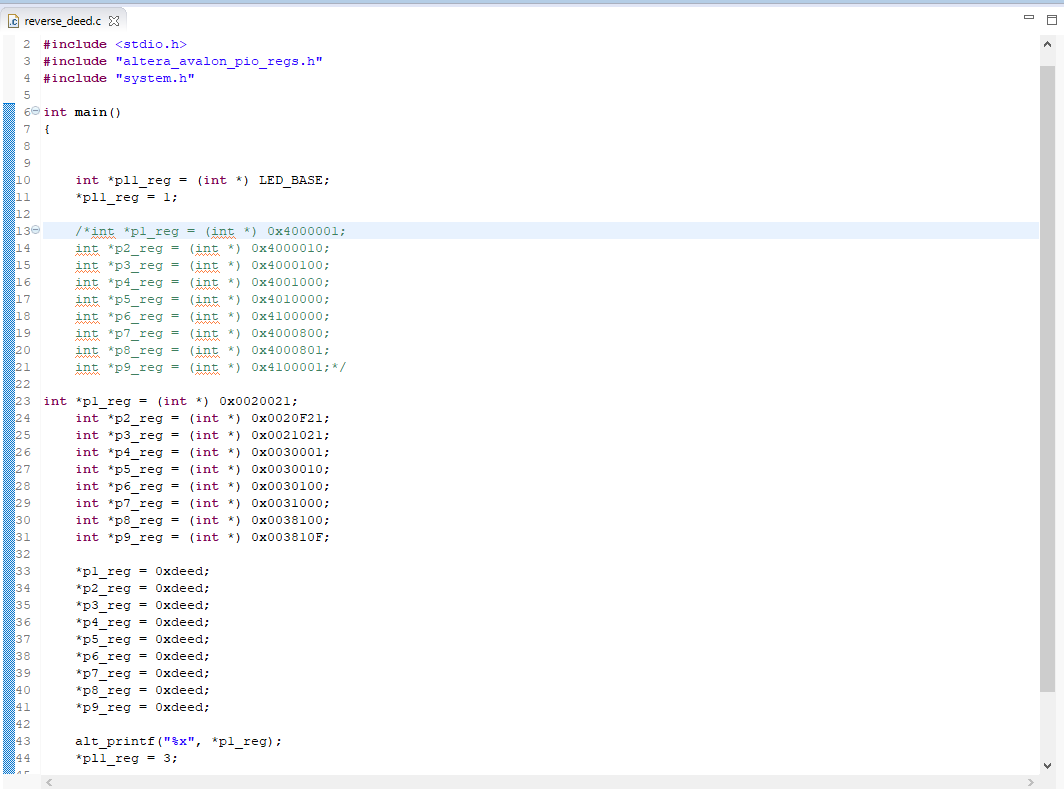 reverse_deed.c
2 #include <stdio.h>
3 #include "altera_avalon_pio_regs.h"
4 #include "system.h"
5
6 int main()
7 {
8
9
10     int *pll_reg = (int *) LED_BASE;
11     *pll_reg = 1;
12
13     /*int *p1_reg = (int *) 0x4000001;
14     int *p2_reg = (int *) 0x4000010;
15     int *p3_reg = (int *) 0x4000100;
16     int *p4_reg = (int *) 0x4001000;
17     int *p5_reg = (int *) 0x4010000;
18     int *p6_reg = (int *) 0x4100000;
19     int *p7_reg = (int *) 0x4000800;
20     int *p8_reg = (int *) 0x4000801;
21     int *p9_reg = (int *) 0x4100001;*/
22
23 int *p1_reg = (int *) 0x0020021;
24     int *p2_reg = (int *) 0x0020F21;
25     int *p3_reg = (int *) 0x0021021;
26     int *p4_reg = (int *) 0x0030001;
27     int *p5_reg = (int *) 0x0030010;
28     int *p6_reg = (int *) 0x0030100;
29     int *p7_reg = (int *) 0x0031000;
30     int *p8_reg = (int *) 0x0038100;
31     int *p9_reg = (int *) 0x003810F;
32
33     *p1_reg = 0xdeed;
34     *p2_reg = 0xdeed;
35     *p3_reg = 0xdeed;
36     *p4_reg = 0xdeed;
37     *p5_reg = 0xdeed;
38     *p6_reg = 0xdeed;
39     *p7_reg = 0xdeed;
40     *p8_reg = 0xdeed;
41     *p9_reg = 0xdeed;
42
43     alt_printf("%x", *p1_reg);
44     *pll_reg = 3;